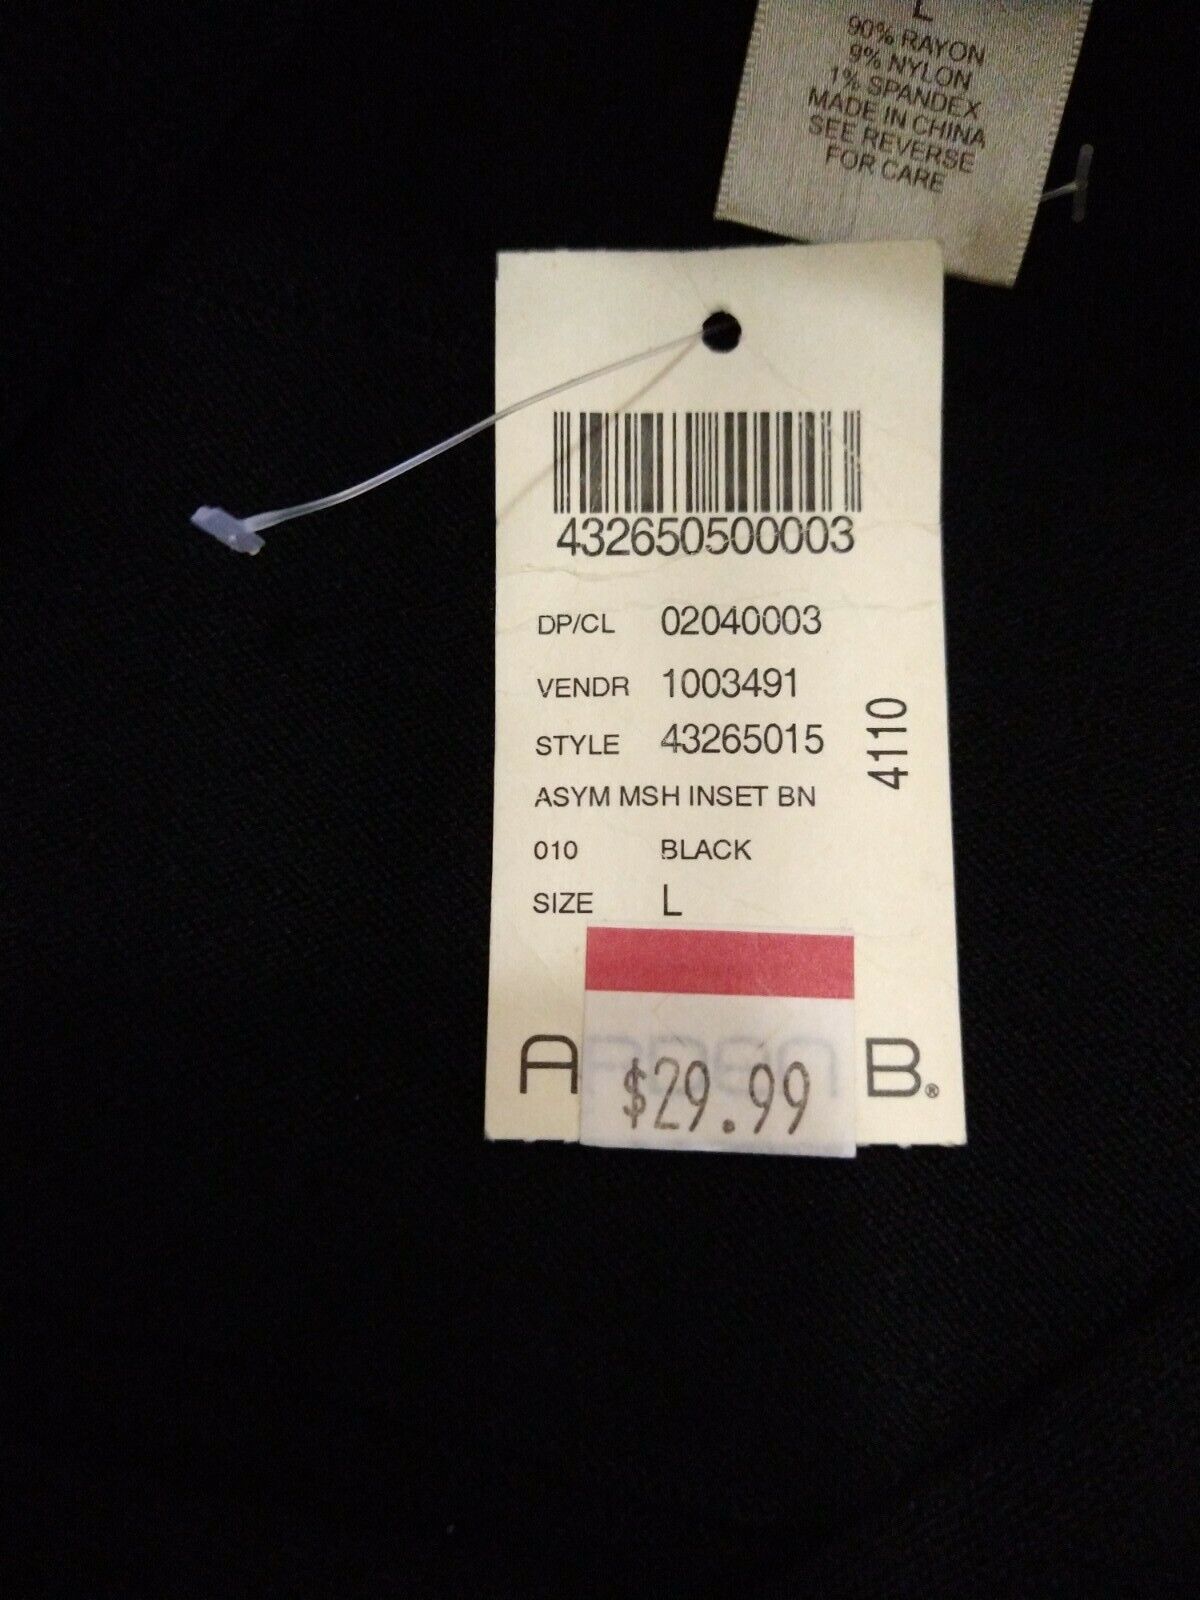 L
90% RAYON
9% NYLON
1% SPANDEX
MADE IN CHINA
SEE REVERSE
FOR CARE
432650500003
DP/CL 02040003
VENDR 1003491
STYLE 43265015
4110
ASYM MSH INSET BN
010 BLACK
SIZE L
ARDEN B®
$29.99